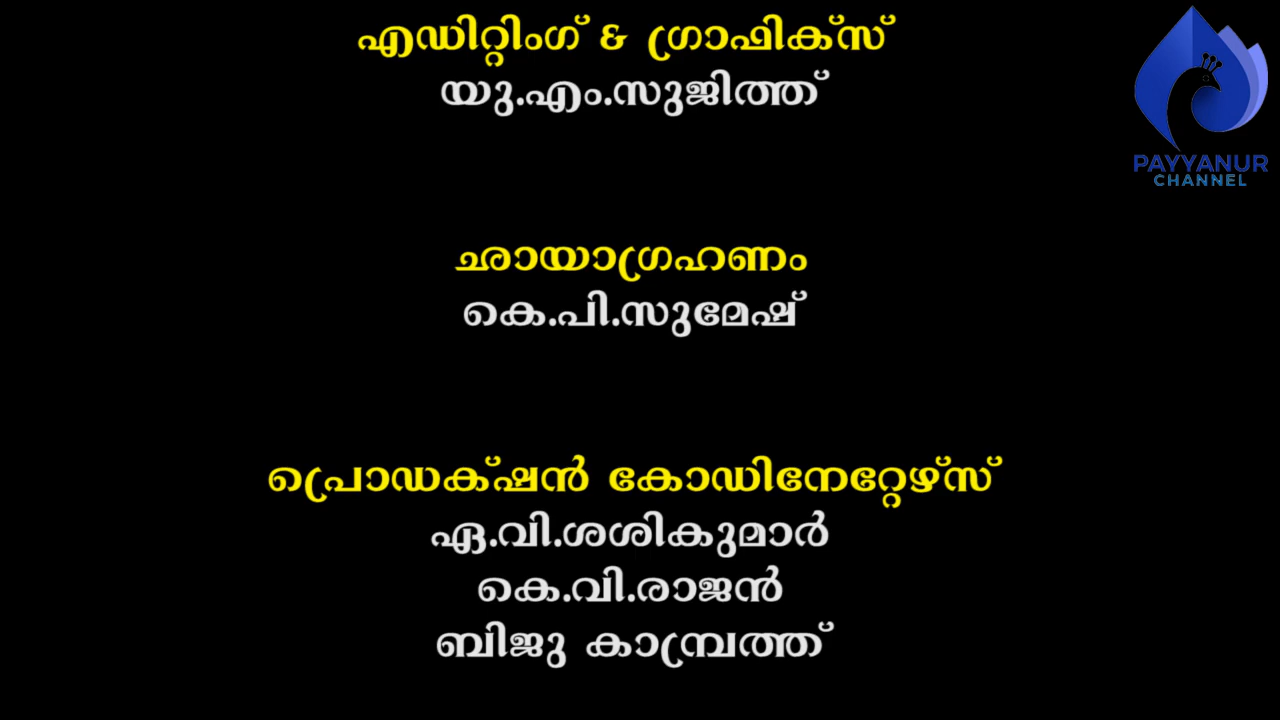 എഡിറ്റിംഗ് & ഗ്രാഫിക്സ്
യു.എം.സുജിത്ത്
PAYYANUR
CHANNEL
ഛായാഗ്രഹണം
കെ.പി.സുമേഷ്
പ്രൊഡക്ഷൻ കോഡിനേറ്റേഴ്സ്
ഏ.വി.ശശികുമാർ
കെ.വി.രാജൻ
ബിജു കാമ്പ്രത്ത്